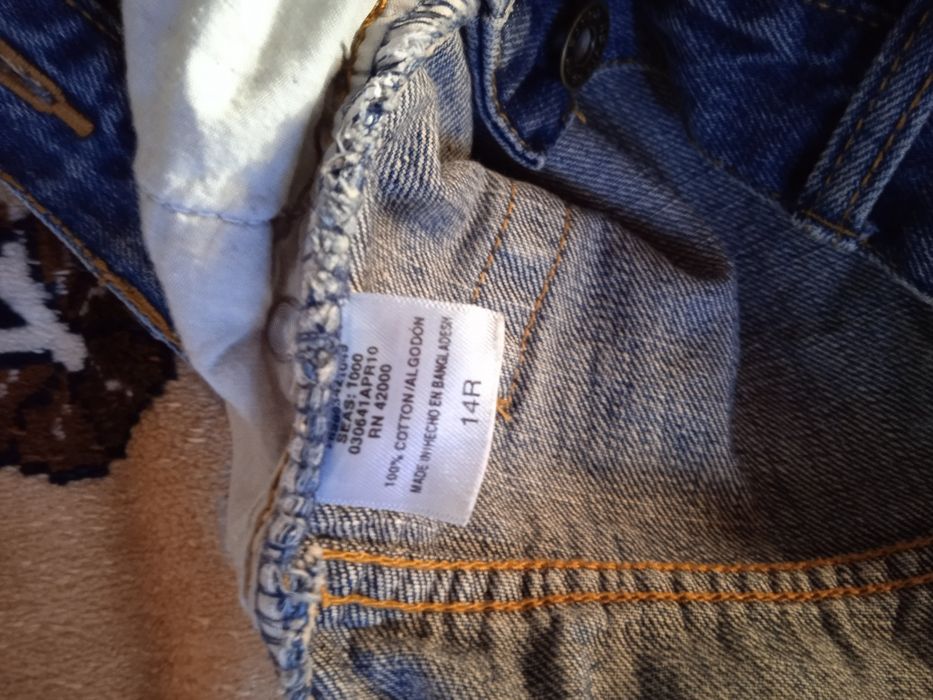 SEAS: 1000
030641APR10
RN 42000
100% COTTON/ALGODON
MADE IN/HECHO EN BANGLADESH
14R